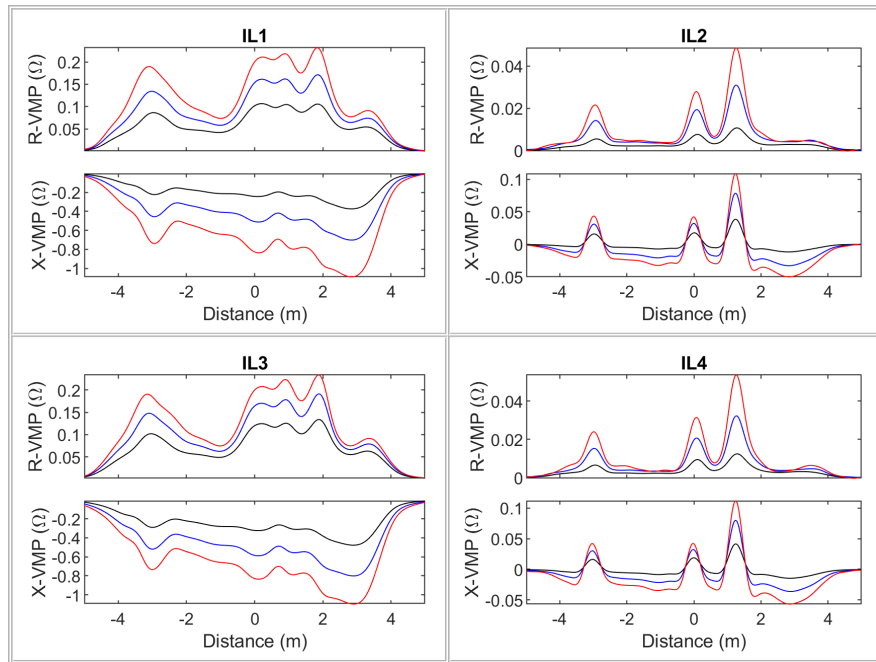 IL1
R-VMP (Ω)
0.2
0.15
0.1
0.05
X-VMP (Ω)
-0.2
-0.4
-0.6
-0.8
-1
-4 -2 0 2 4
Distance (m)
IL2
R-VMP (Ω)
0.04
0.02
0
X-VMP (Ω)
0.1
0.05
0
-0.05
-4 -2 0 2 4
Distance (m)
IL3
R-VMP (Ω)
0.2
0.15
0.1
0.05
X-VMP (Ω)
-0.2
-0.4
-0.6
-0.8
-1
-4 -2 0 2 4
Distance (m)
IL4
R-VMP (Ω)
0.04
0.02
0
X-VMP (Ω)
0.1
0.05
0
-0.05
-4 -2 0 2 4
Distance (m)